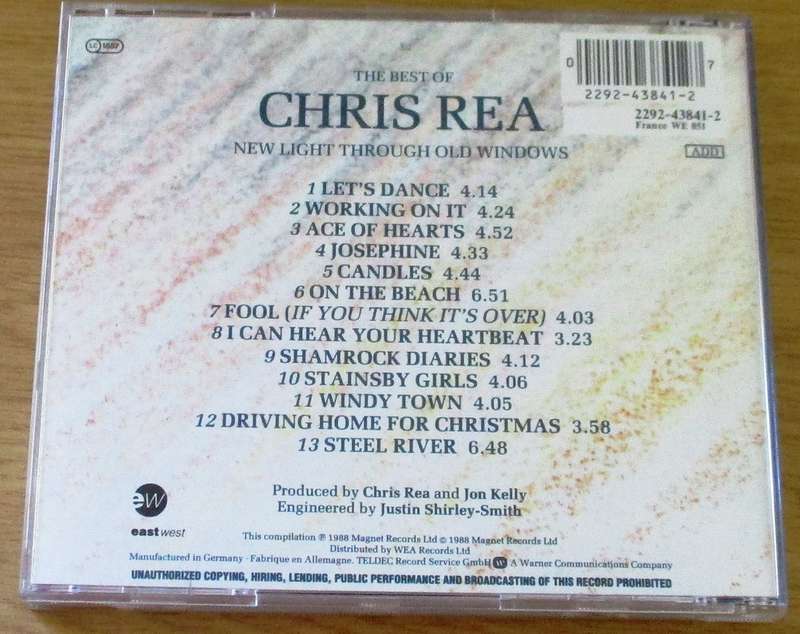 LC 1557
THE BEST OF
CHRIS REA
NEW LIGHT THROUGH OLD WINDOWS
0 7
2292-43841-2
2292-43841-2
France WE 851
ADD
1 LET'S DANCE 4.14
2 WORKING ON IT 4.24
3 ACE OF HEARTS 4.52
4 JOSEPHINE 4.33
5 CANDLES 4.44
6 ON THE BEACH 6.51
7 FOOL (IF YOU THINK IT'S OVER) 4.03
8 I CAN HEAR YOUR HEARTBEAT 3.23
9 SHAMROCK DIARIES 4.12
10 STAINSBY GIRLS 4.06
11 WINDY TOWN 4.05
12 DRIVING HOME FOR CHRISTMAS 3.58
13 STEEL RIVER 6.48
Produced by Chris Rea and Jon Kelly
Engineered by Justin Shirley-Smith
ew
eastwest
This compilation ℗ 1988 Magnet Records Ltd © 1988 Magnet Records Ltd
Distributed by WEA Records Ltd
Manufactured in Germany · Fabrique en Allemagne. TELDEC Record Service GmbH A Warner Communications Company
UNAUTHORIZED COPYING, HIRING, LENDING, PUBLIC PERFORMANCE AND BROADCASTING OF THIS RECORD PROHIBITED